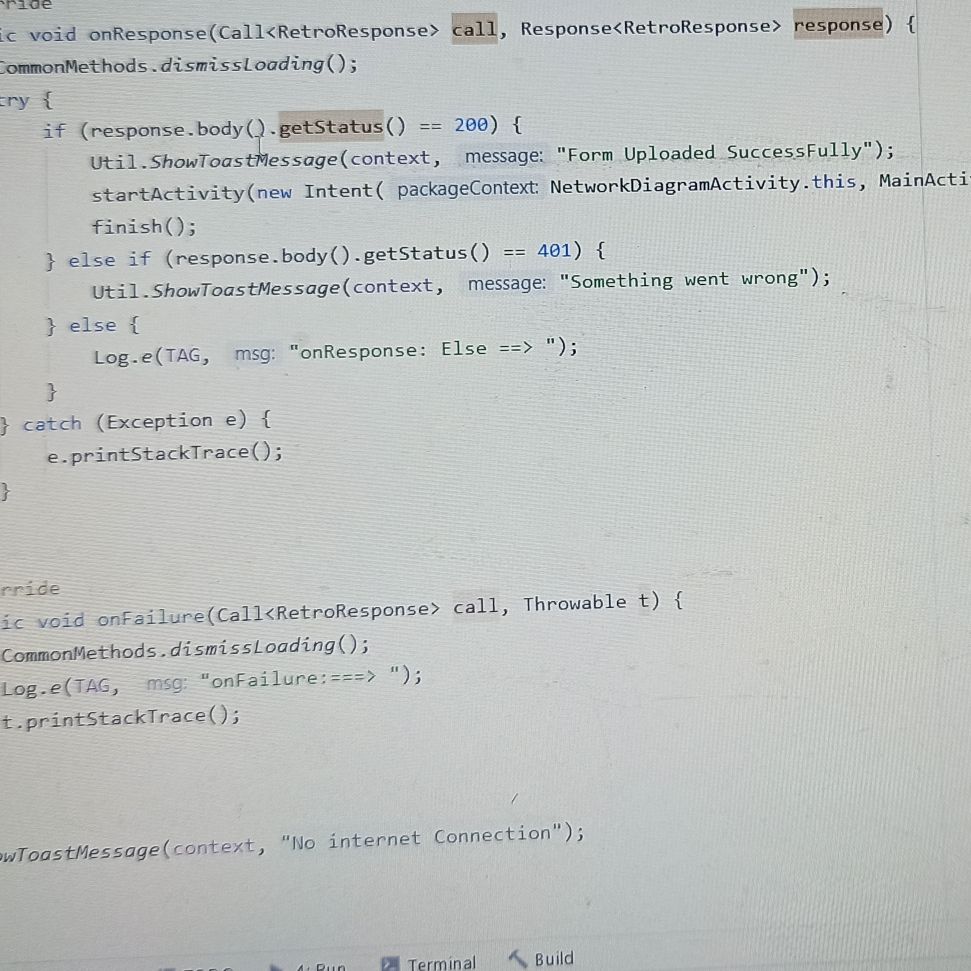 rride
ic void onResponse(Call<RetroResponse> call, Response<RetroResponse> response) {
CommonMethods.dismissLoading();
try {
if (response.body().getStatus() == 200) {
Util.ShowToastMessage(context, message: "Form Uploaded SuccessFully");
startActivity(new Intent( packageContext: NetworkDiagramActivity.this, MainActi
finish();
} else if (response.body().getStatus() == 401) {
Util.ShowToastMessage(context, message: "Something went wrong");
} else {
Log.e(TAG, msg: "onResponse: Else ==> ");
}
} catch (Exception e) {
e.printStackTrace();
}
rride
ic void onFailure(Call<RetroResponse> call, Throwable t) {
CommonMethods.dismissLoading();
Log.e(TAG, msg: "onFailure:===> ");
t.printStackTrace();
owToastMessage(context, "No internet Connection");
4: Run Terminal Build